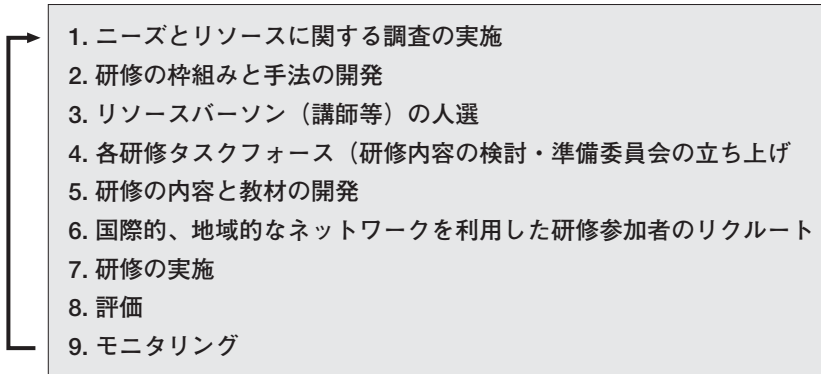 1. ニーズとリソースに関する調査の実施
2. 研修の枠組みと手法の開発
3. リソースバーソン（講師等）の人選
4. 各研修タスクフォース（研修内容の検討・準備委員会の立ち上げ
5. 研修の内容と教材の開発
6. 国際的、地域的なネットワークを利用した研修参加者のリクルート
7. 研修の実施
8. 評価
9. モニタリング